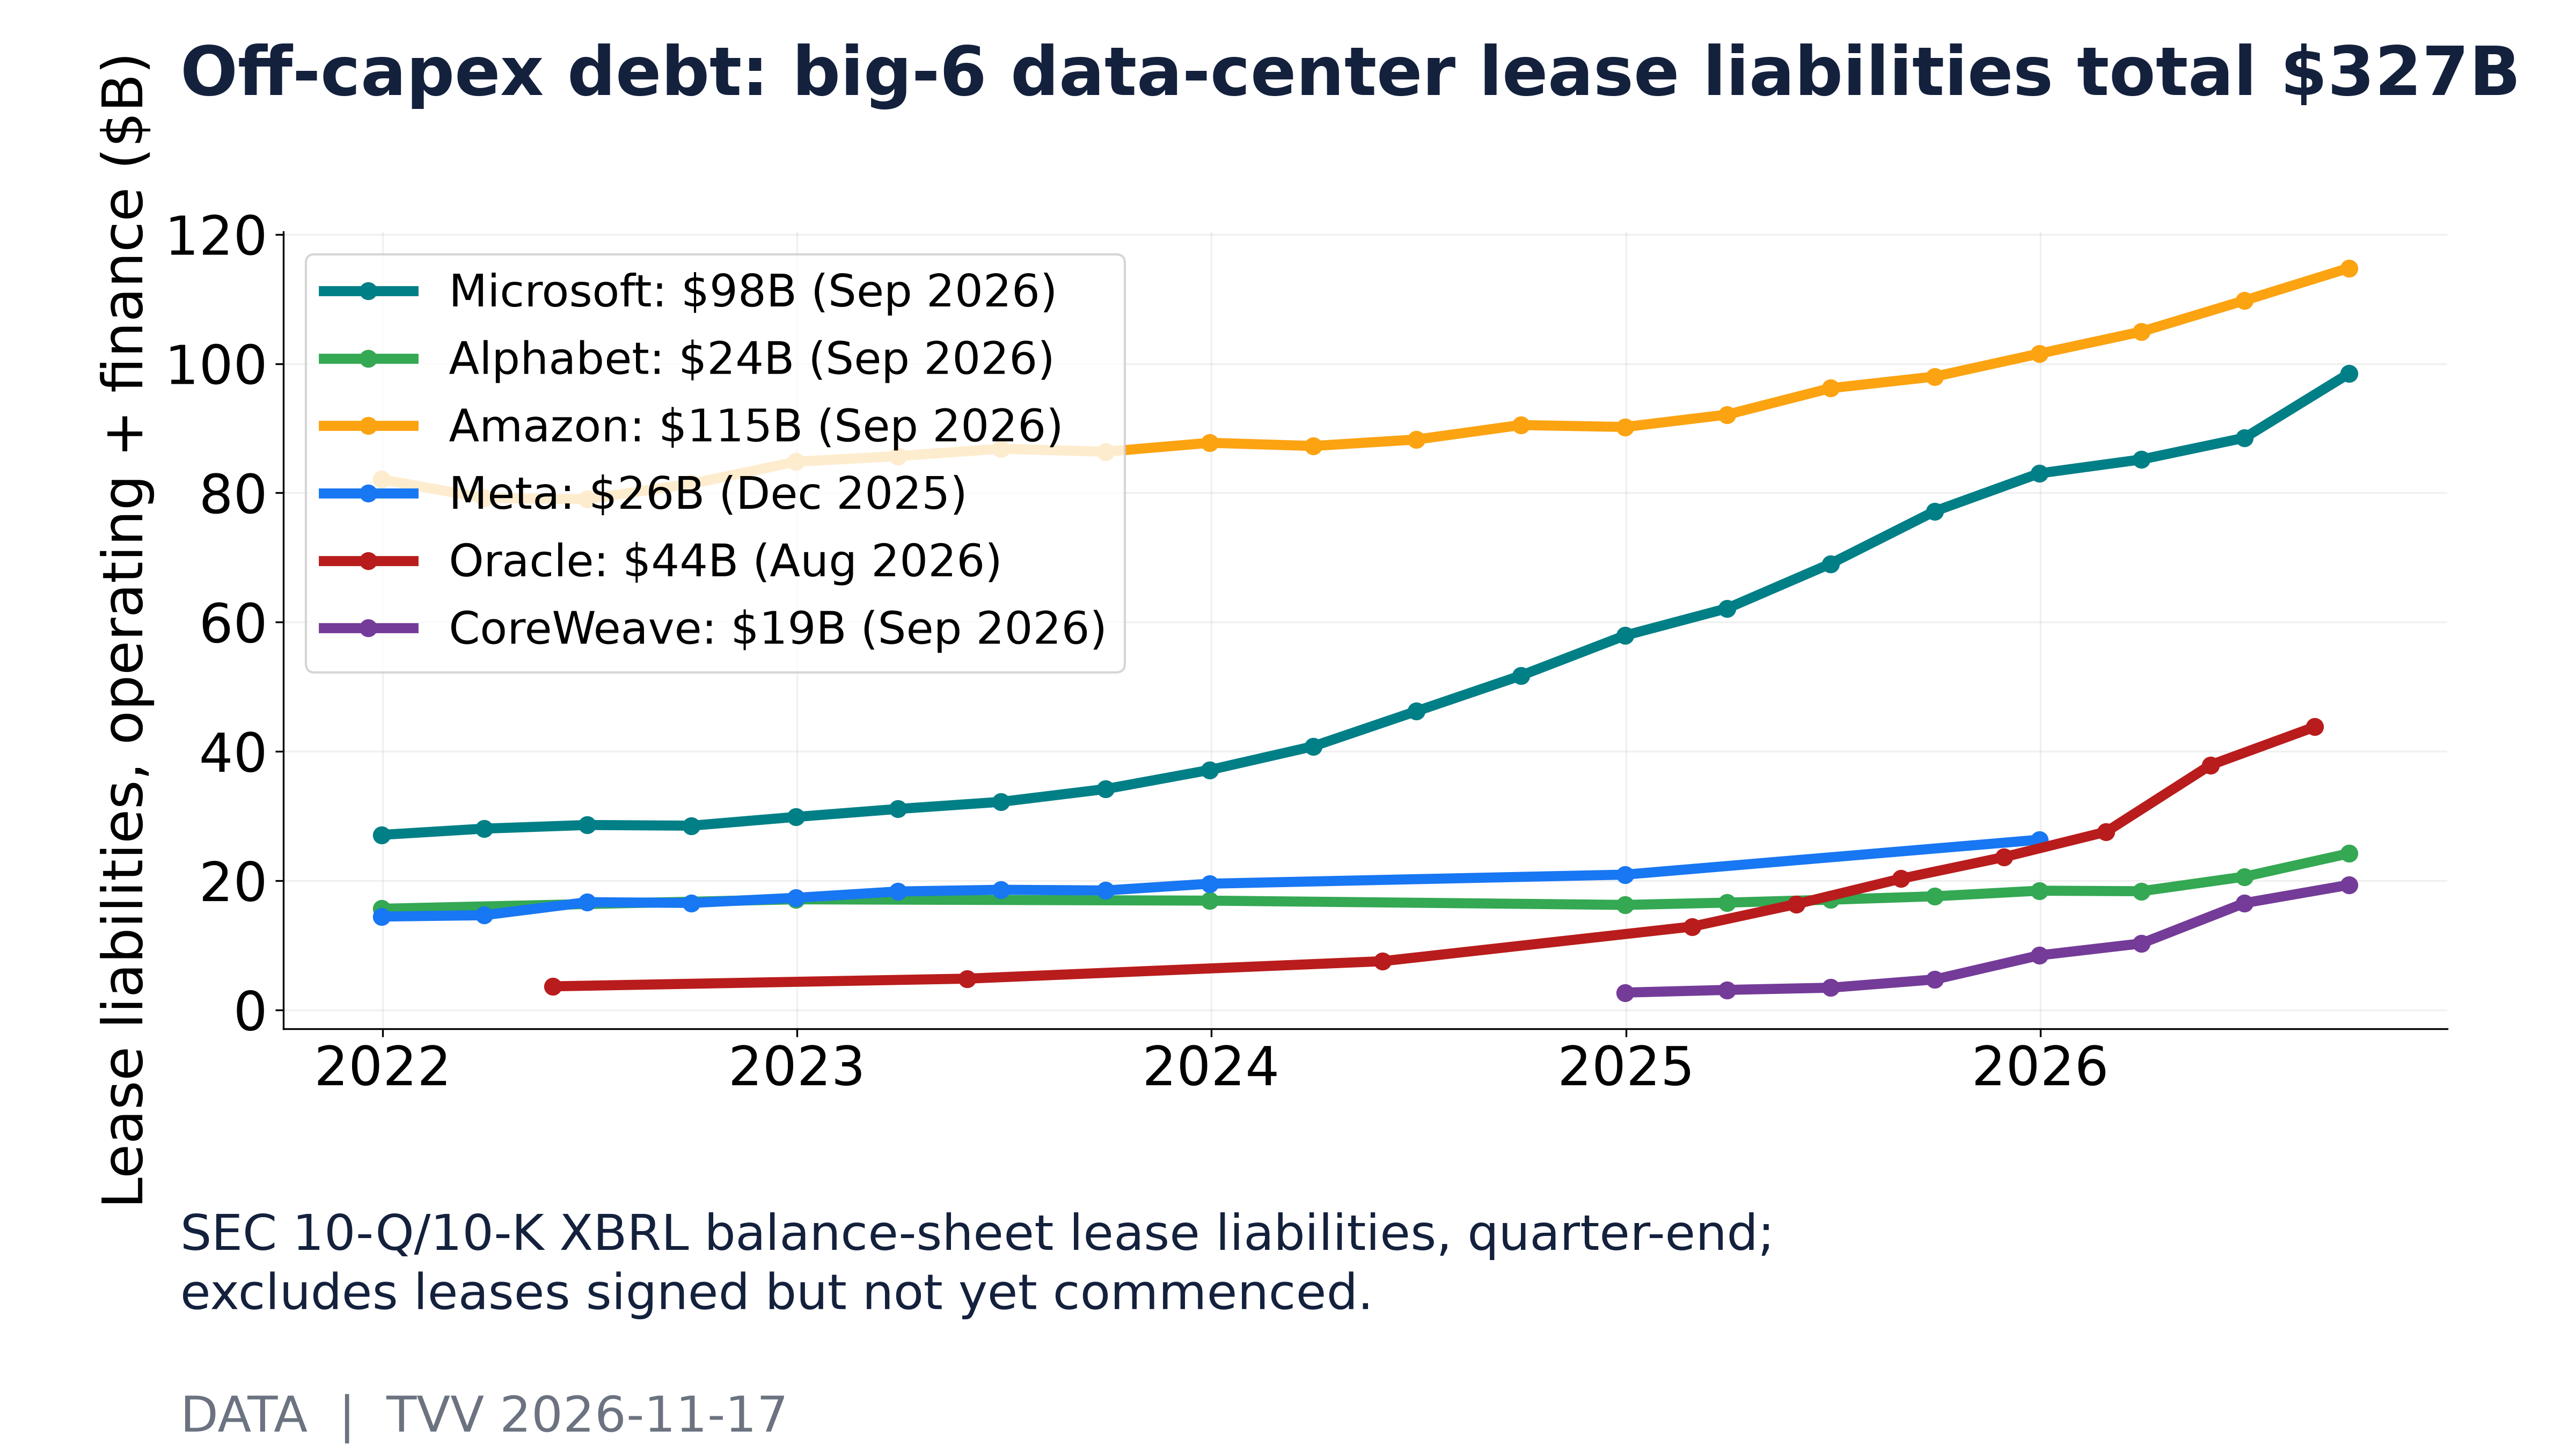 Off-capex debt: big-6 data-center lease liabilities total $327B
Lease liabilities, operating + finance ($B)
120
100
80
60
40
20
0
Microsoft: $98B (Sep 2026)
Alphabet: $24B (Sep 2026)
Amazon: $115B (Sep 2026)
Meta: $26B (Dec 2025)
Oracle: $44B (Aug 2026)
CoreWeave: $19B (Sep 2026)
2022 2023 2024 2025 2026
SEC 10-Q/10-K XBRL balance-sheet lease liabilities, quarter-end;
excludes leases signed but not yet commenced.
DATA | TVV 2026-11-17